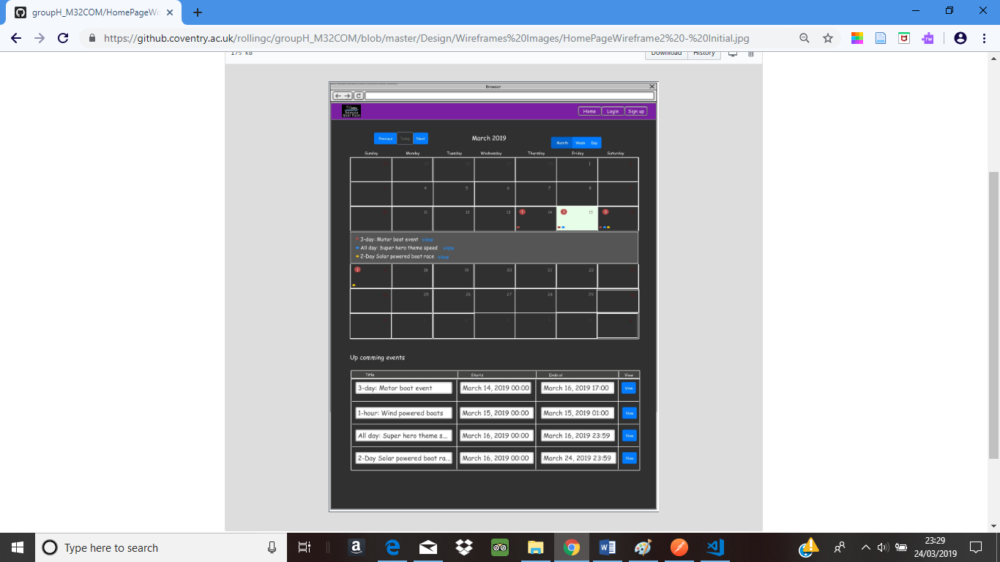 groupH_M32COM/HomePageWi
https://github.coventry.ac.uk/rollingc/groupH_M32COM/blob/master/Design/Wireframes%20Images/HomePageWireframe2%20-%20Initial.jpg
175 KB Download History
Browser
Remote
Boat Race
Home Login Sign up
Previous Today Next March 2019 Month Week Day
Sunday Monday Tuesday Wednesday Thursday Friday Saturday
1
4 5 6 7 8
11 12 13 1 14 2 15 3
3-day: Motor boat event view
All day: Super hero theme speed view
2-Day Solar powered boat race view
1 18 19 20 21 22
25 26 27 28 29
Up comming events
Title Starts Ends at View
3-day: Motor boat event March 14, 2019 00:00 March 16, 2019 17:00 View
1-hour: Wind powered boats March 15, 2019 00:00 March 15, 2019 01:00 View
All day: Super hero theme s... March 16, 2019 00:00 March 16, 2019 23:59 View
2-Day Solar powered boat ra... March 16, 2019 00:00 March 24, 2019 23:59 View
Type here to search
23:29
24/03/2019